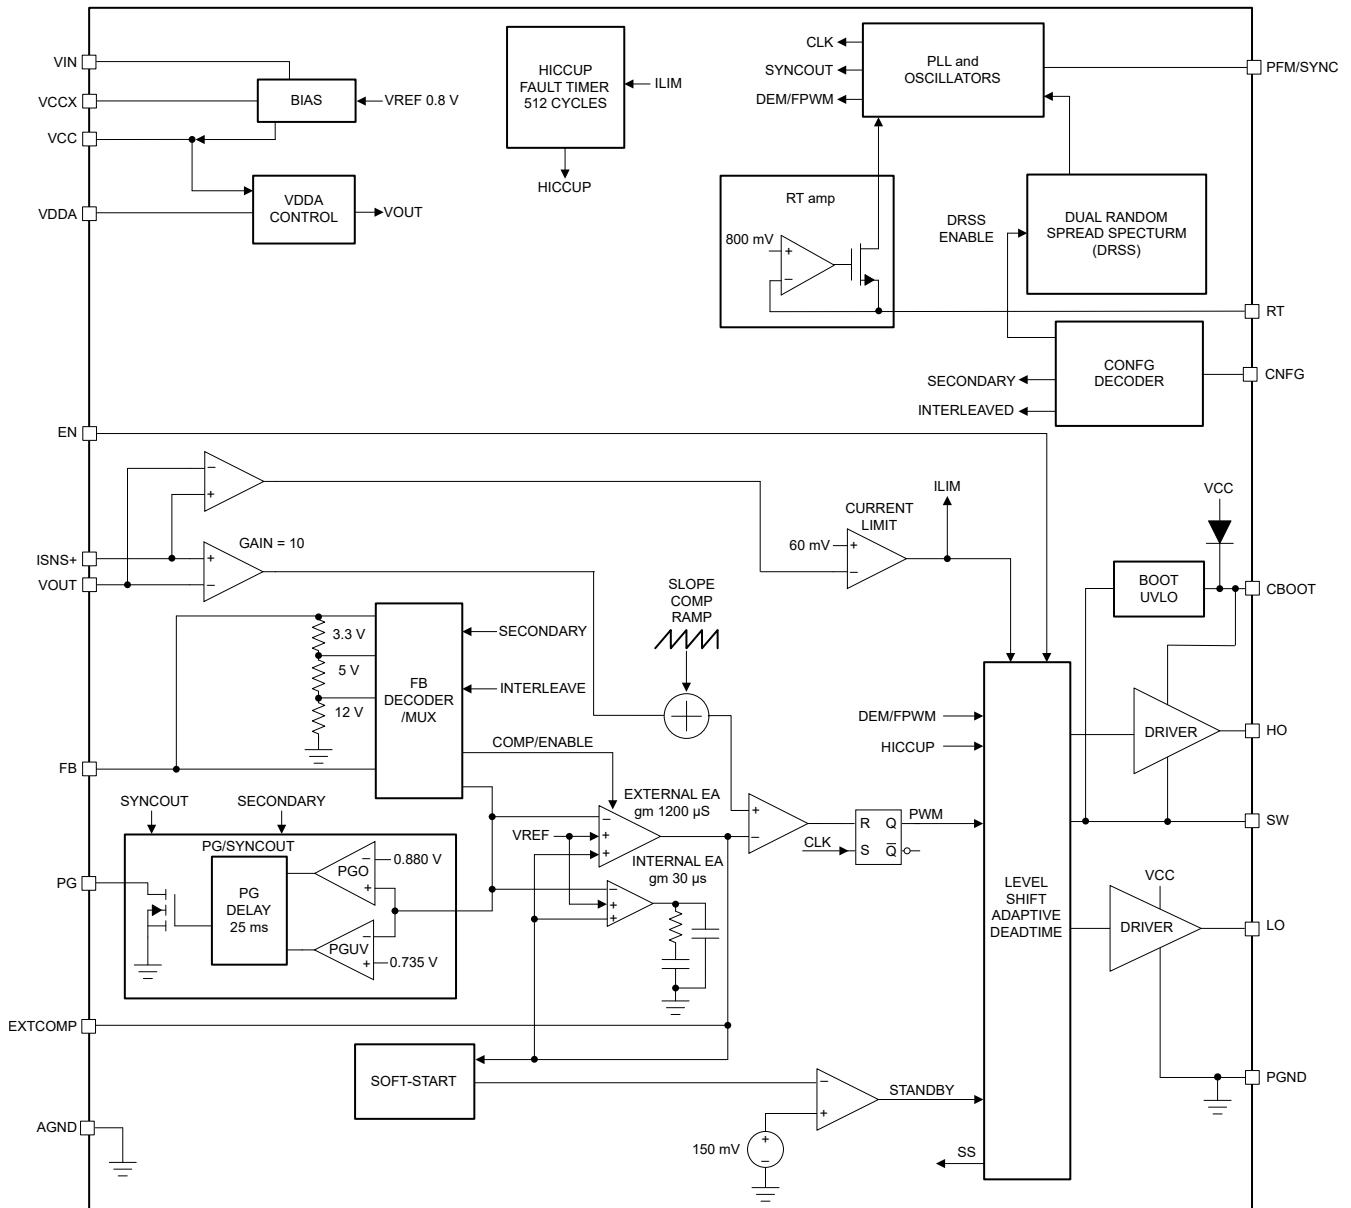 VIN
VCCX
VCC
VDDA
BIAS
VREF 0.8 V
VDDA
CONTROL
VOUT
HICCUP
FAULT TIMER
512 CYCLES
ILIM
HICCUP
CLK
SYNCOUT
DEM/FPWM
PLL and
OSCILLATORS
PFM/SYNC
RT amp
800 mV
+
−
DRSS
ENABLE
DUAL RANDOM
SPREAD SPECTURM
(DRSS)
RT
CONFG
DECODER
CNFG
SECONDARY
INTERLEAVED
EN
−
+
ISNS+
VOUT
GAIN = 10
+
−
CURRENT
LIMIT
60 mV
+
−
ILIM
VCC
BOOT
UVLO
CBOOT
SLOPE
COMP
RAMP
3.3 V
5 V
12 V
FB
DECODER
/MUX
SECONDARY
INTERLEAVE
COMP/ENABLE
FB
DEM/FPWM
HICCUP
DRIVER
HO
SW
SYNCOUT
SECONDARY
PG/SYNCOUT
PG
PG
DELAY
25 ms
−
PGO
+
0.880 V
−
PGUV
+
0.735 V
EXTERNAL EA
gm 1200 µS
VREF
−
+
+
INTERNAL EA
gm 30 µs
−
+
+
+
−
R
Q
S
Q
CLK
PWM
LEVEL
SHIFT
ADAPTIVE
DEADTIME
VCC
DRIVER
LO
EXTCOMP
SOFT-START
−
+
STANDBY
150 mV
+
−
SS
PGND
AGND